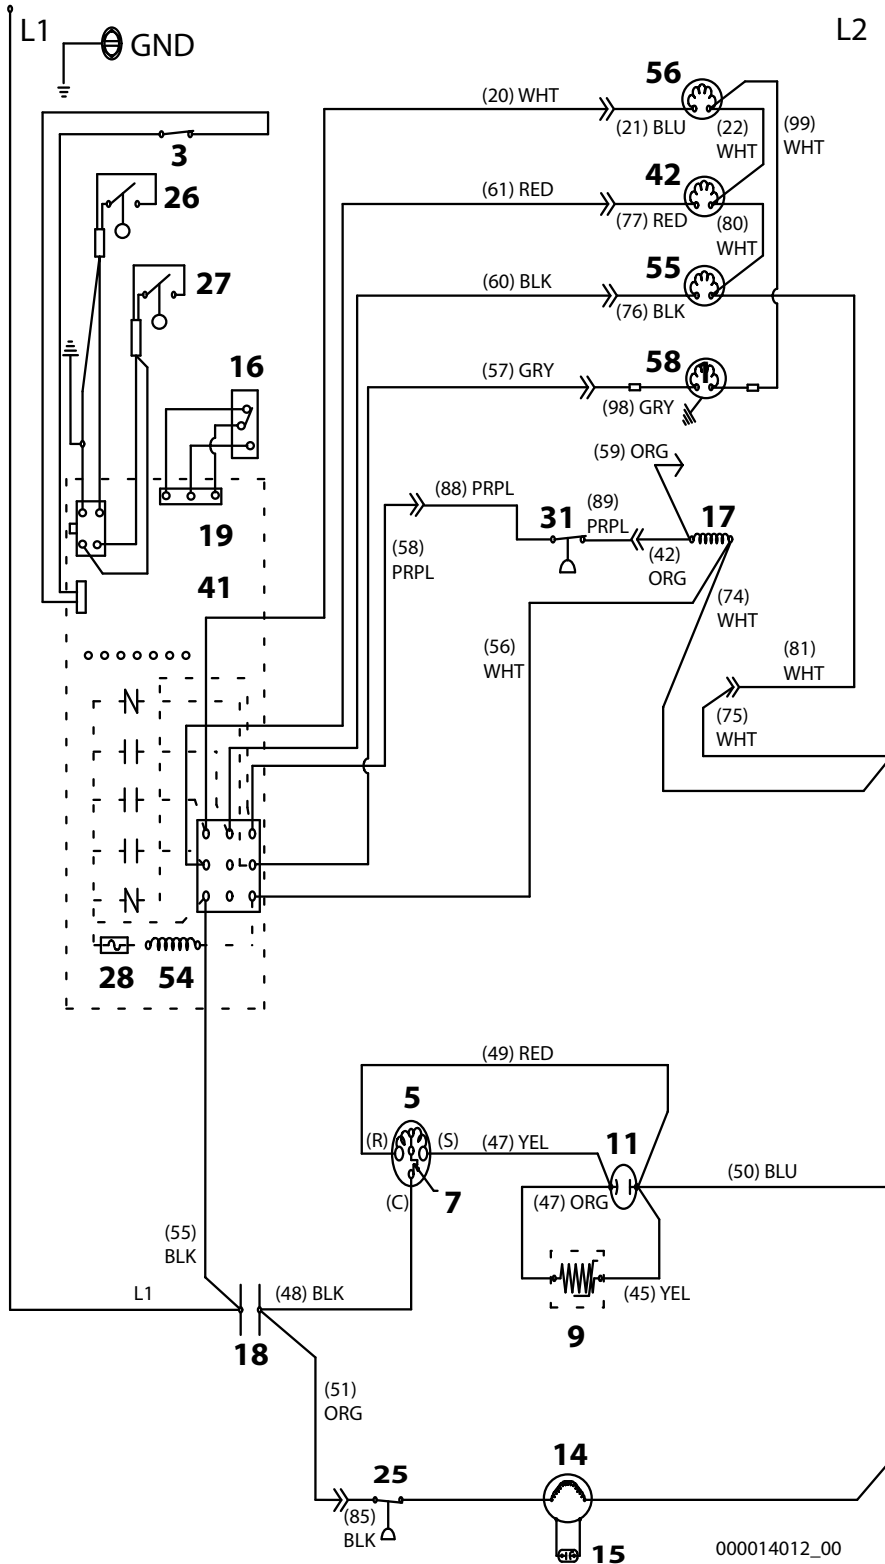 L1
GND
L2
56
(20) WHT
(21) BLU
(22)
WHT
(99)
WHT
3
26
42
(61) RED
(77) RED
(80)
WHT
27
55
(60) BLK
(76) BLK
16
58
1
(57) GRY
(98) GRY
(59) ORG
19
(88) PRPL
31
(89)
PRPL
17
(58)
PRPL
(42)
ORG
41
(74)
WHT
(56)
WHT
(81)
WHT
(75)
WHT
28
54
(49) RED
5
(R)
(S)
(47) YEL
11
(50) BLU
(C)
7
(47) ORG
(55)
BLK
L1
(48) BLK
(45) YEL
18
9
(51)
ORG
25
14
(85)
BLK
15
000014012_00